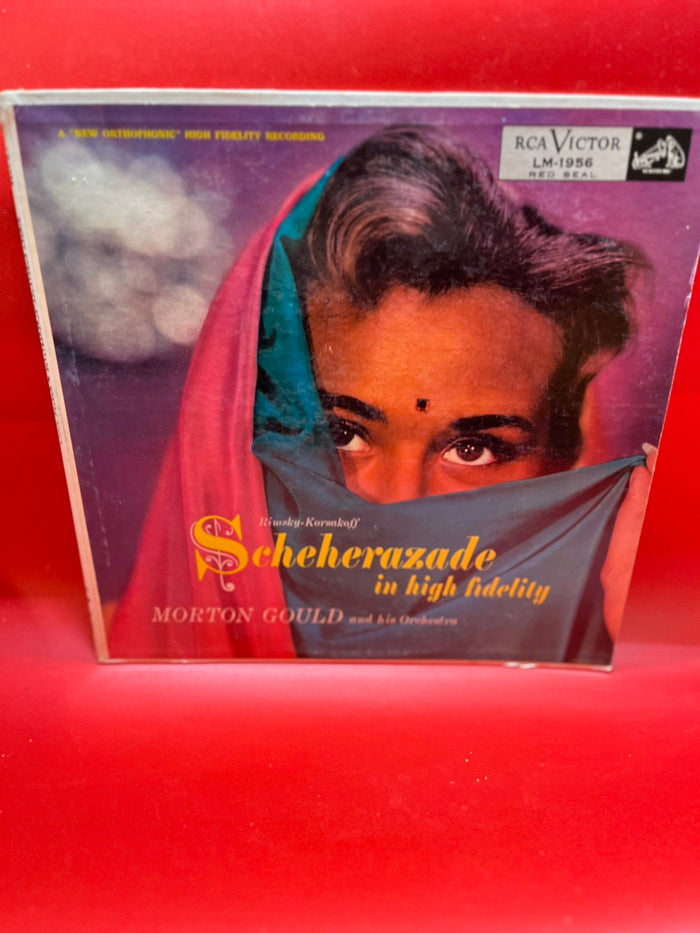 A "NEW ORTHOPHONIC" HIGH FIDELITY RECORDING
RCA VICTOR
LM-1956
RED SEAL
Rimsky-Korsakoff
Scheherazade
in high fidelity
MORTON GOULD and his Orchestra